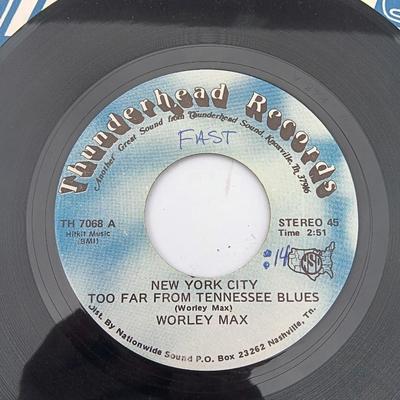 Thunderhead Records
Another Great Sound from Thunderhead Sound, Knoxville, Tn. 37916
FAST
TH 7068 A
Hitkit Music
(BMI)
STEREO 45
Time 2:51
:14
NSD
NEW YORK CITY
TOO FAR FROM TENNESSEE BLUES
(Worley Max)
WORLEY MAX
Dist. By Nationwide Sound P.O. Box 23262 Nashville, Tn.